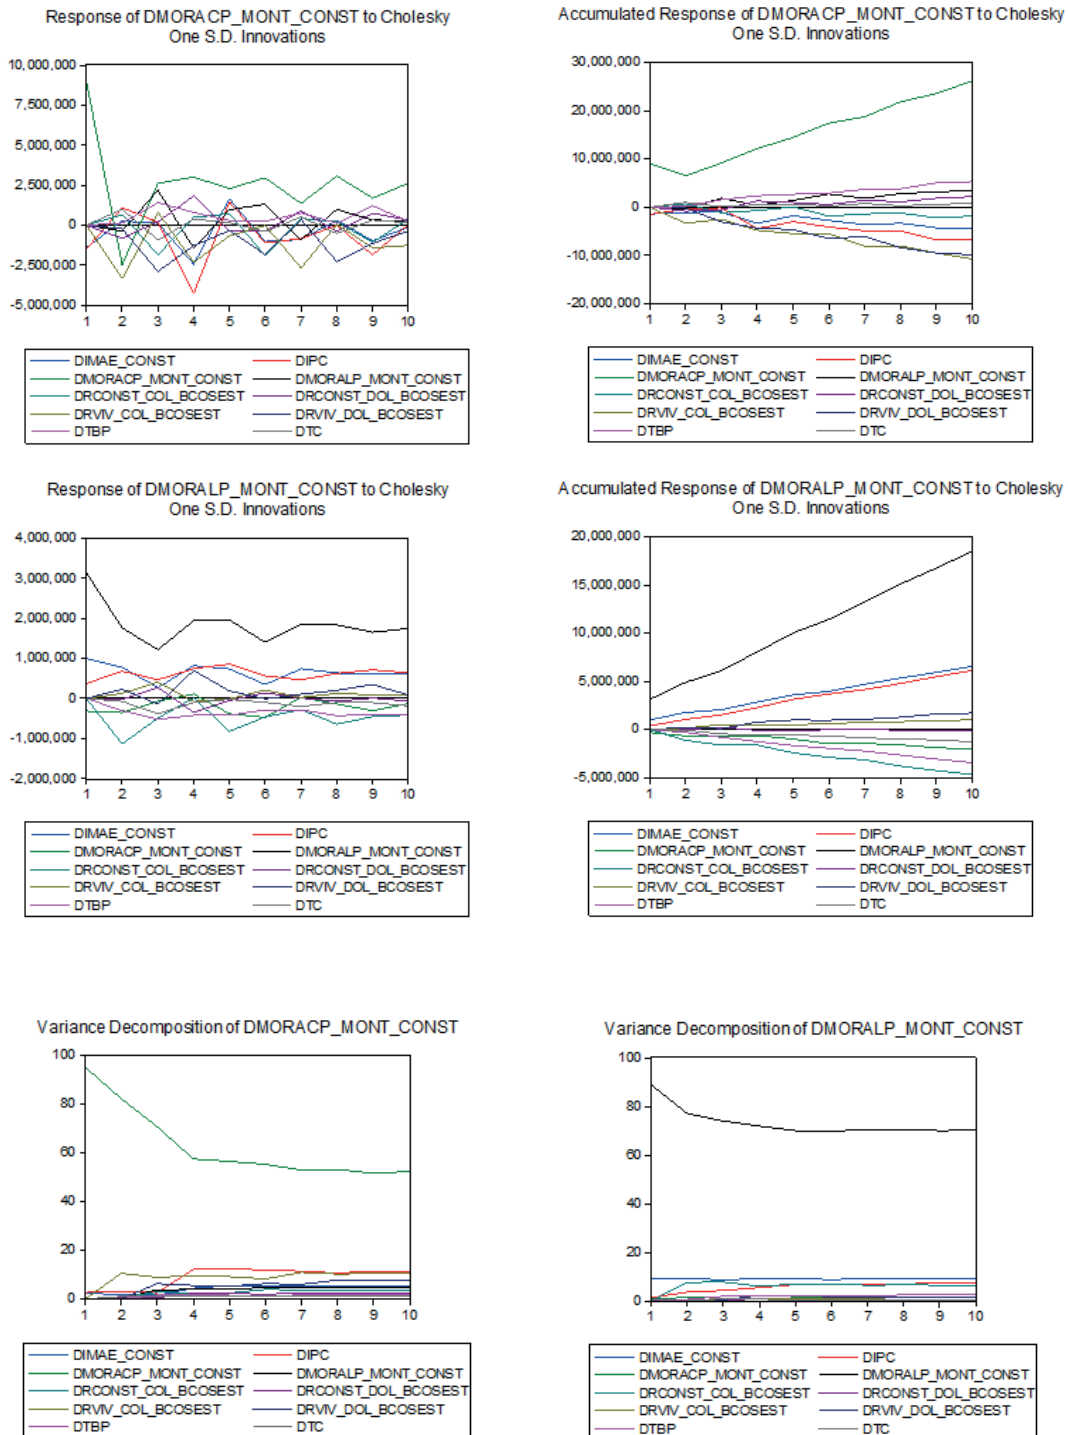 Response of DMORACP_MONT_CONST to Cholesky
One S.D. Innovations
10,000,000
7,500,000
5,000,000
2,500,000
0
-2,500,000
-5,000,000
1 2 3 4 5 6 7 8 9 10
DIMAE_CONST DIPC
DMORACP_MONT_CONST DMORALP_MONT_CONST
DRCONST_COL_BCOSEST DRCONST_DOL_BCOSEST
DRVIV_COL_BCOSEST DRVIV_DOL_BCOSEST
DTBP DTC
Accumulated Response of DMORACP_MONT_CONST to Cholesky
One S.D. Innovations
30,000,000
20,000,000
10,000,000
0
-10,000,000
-20,000,000
1 2 3 4 5 6 7 8 9 10
DIMAE_CONST DIPC
DMORACP_MONT_CONST DMORALP_MONT_CONST
DRCONST_COL_BCOSEST DRCONST_DOL_BCOSEST
DRVIV_COL_BCOSEST DRVIV_DOL_BCOSEST
DTBP DTC
Response of DMORALP_MONT_CONST to Cholesky
One S.D. Innovations
4,000,000
3,000,000
2,000,000
1,000,000
0
-1,000,000
-2,000,000
1 2 3 4 5 6 7 8 9 10
DIMAE_CONST DIPC
DMORACP_MONT_CONST DMORALP_MONT_CONST
DRCONST_COL_BCOSEST DRCONST_DOL_BCOSEST
DRVIV_COL_BCOSEST DRVIV_DOL_BCOSEST
DTBP DTC
Accumulated Response of DMORALP_MONT_CONST to Cholesky
One S.D. Innovations
20,000,000
15,000,000
10,000,000
5,000,000
0
-5,000,000
1 2 3 4 5 6 7 8 9 10
DIMAE_CONST DIPC
DMORACP_MONT_CONST DMORALP_MONT_CONST
DRCONST_COL_BCOSEST DRCONST_DOL_BCOSEST
DRVIV_COL_BCOSEST DRVIV_DOL_BCOSEST
DTBP DTC
Variance Decomposition of DMORACP_MONT_CONST
100
80
60
40
20
0
1 2 3 4 5 6 7 8 9 10
DIMAE_CONST DIPC
DMORACP_MONT_CONST DMORALP_MONT_CONST
DRCONST_COL_BCOSEST DRCONST_DOL_BCOSEST
DRVIV_COL_BCOSEST DRVIV_DOL_BCOSEST
DTBP DTC
Variance Decomposition of DMORALP_MONT_CONST
100
80
60
40
20
0
1 2 3 4 5 6 7 8 9 10
DIMAE_CONST DIPC
DMORACP_MONT_CONST DMORALP_MONT_CONST
DRCONST_COL_BCOSEST DRCONST_DOL_BCOSEST
DRVIV_COL_BCOSEST DRVIV_DOL_BCOSEST
DTBP DTC